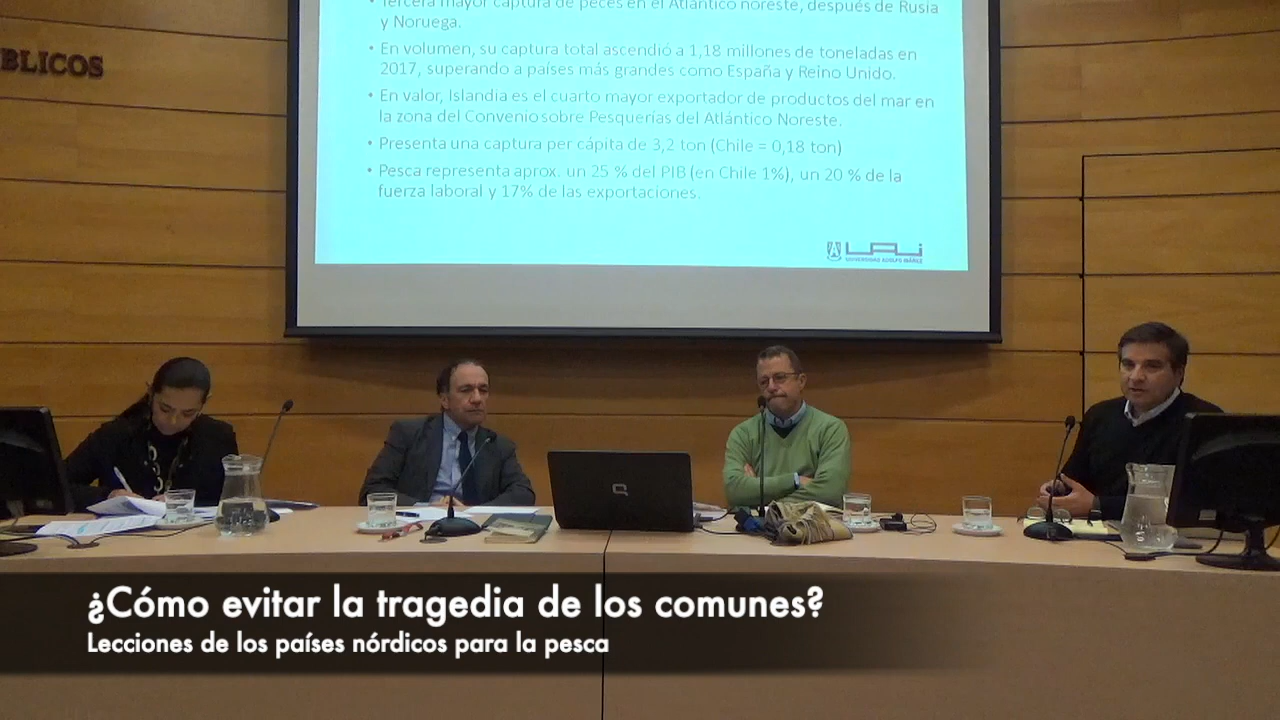 Tercera mayor captura de peces en el Atlántico noreste, después de Rusia
y Noruega.
BLICOS
• En volumen, su captura total ascendió a 1,18 millones de toneladas en
2017, superando a países más grandes como España y Reino Unido.
• En valor, Islandia es el cuarto mayor exportador de productos del mar en
la zona del Convenio sobre Pesquerías del Atlántico Noreste.
• Presenta una captura per cápita de 3,2 ton (Chile = 0,18 ton)
• Pesca representa aprox. un 25 % del PIB (en Chile 1%), un 20 % de la
fuerza laboral y 17% de las exportaciones.
UAI
UNIVERSIDAD ADOLFO IBÁÑEZ
¿Cómo evitar la tragedia de los comunes?
Lecciones de los países nórdicos para la pesca